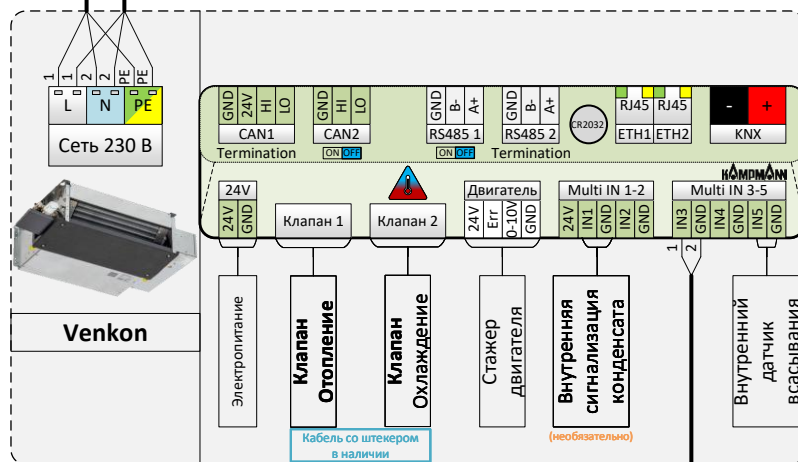 1
1
2
2
PE
PE
L
N
PE
Сеть 230 В
Venkon
GND
24V
HI
LO
CAN1
Termination
GND
HI
LO
CAN2
ON OFF
GND
B-
A+
RS485 1
ON OFF
GND
B-
A+
RS485 2
Termination
CR2032
RJ45
RJ45
ETH1
ETH2
-
+
KNX
KAMPMANN
24V
24V
GND
Клапан 1
Клапан 2
Двигатель
24V
Err
0-10V
GND
Multi IN 1-2
24V
IN1
GND
IN2
GND
Multi IN 3-5
IN3
GND
IN4
GND
IN5
GND
1
2
Электропитание
Клапан
Отопление
Клапан
Охлаждение
Кабель со штекером
в наличии
Стажер
двигателя
Внутренняя
сигнализация
конденсата
(необязательно)
Внутренний
датчик
всасывания